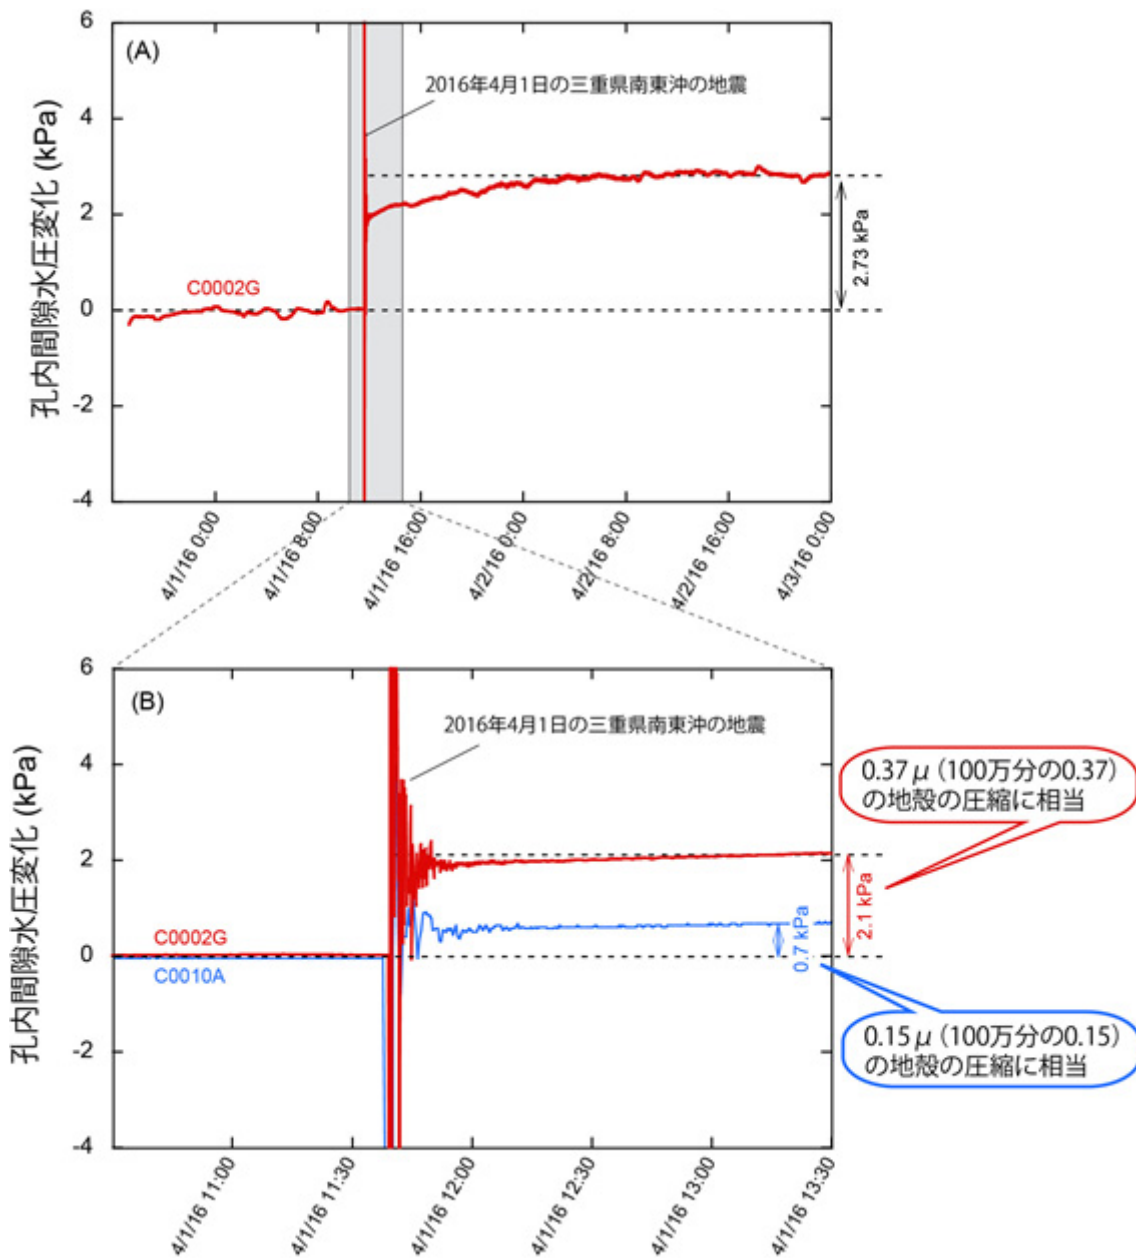 (A)
2016年4月1日の三重県南東沖の地震
孔内間隙水圧変化 (kPa)
6
4
2
0
-2
-4
C0002G
2.73 kPa
4/1/16 0:00
4/1/16 8:00
4/1/16 16:00
4/2/16 0:00
4/2/16 8:00
4/2/16 16:00
4/3/16 0:00
(B)
2016年4月1日の三重県南東沖の地震
孔内間隙水圧変化 (kPa)
6
4
2
0
-2
-4
C0002G
C0010A
0.7 kPa
2.1 kPa
0.37μ（100万分の0.37）
の地殻の圧縮に相当
0.15μ（100万分の0.15）
の地殻の圧縮に相当
4/1/16 11:00
4/1/16 11:30
4/1/16 12:00
4/1/16 12:30
4/1/16 13:00
4/1/16 13:30